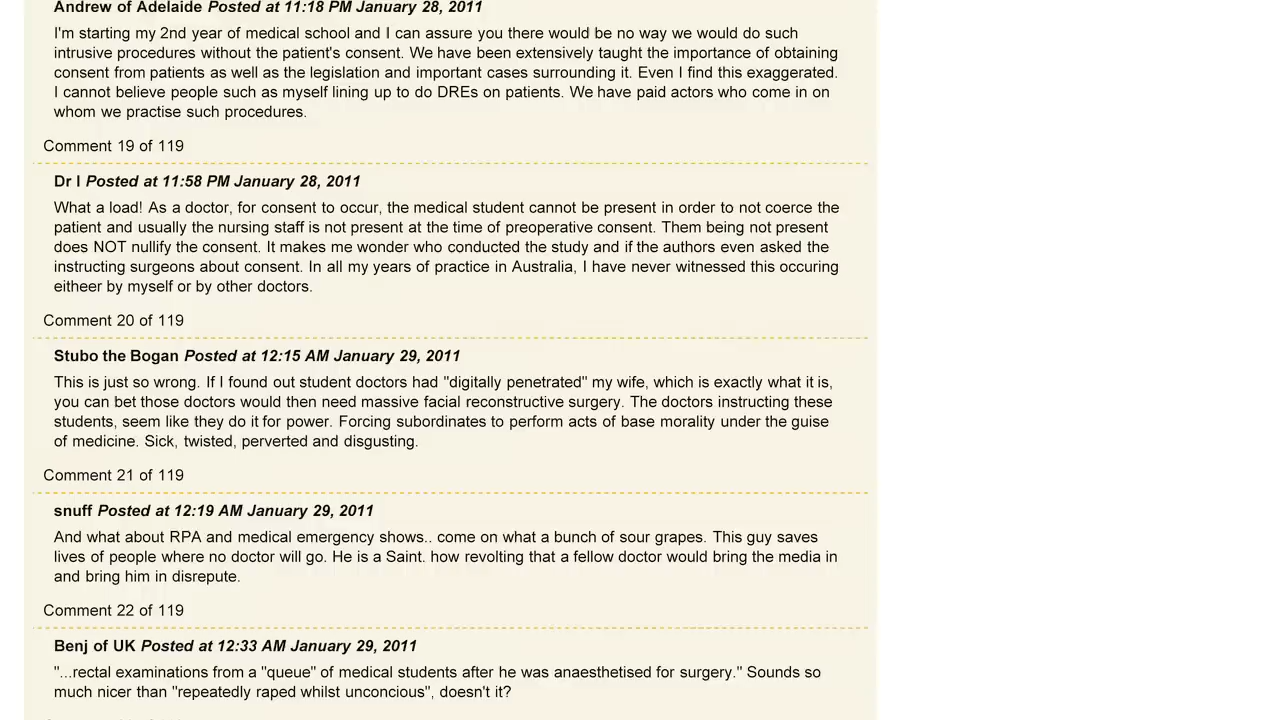 Andrew of Adelaide Posted at 11:18 PM January 28, 2011
I'm starting my 2nd year of medical school and I can assure you there would be no way we would do such
intrusive procedures without the patient's consent. We have been extensively taught the importance of obtaining
consent from patients as well as the legislation and important cases surrounding it. Even I find this exaggerated.
I cannot believe people such as myself lining up to do DREs on patients. We have paid actors who come in on
whom we practise such procedures.
Comment 19 of 119
Dr I Posted at 11:58 PM January 28, 2011
What a load! As a doctor, for consent to occur, the medical student cannot be present in order to not coerce the
patient and usually the nursing staff is not present at the time of preoperative consent. Them being not present
does NOT nullify the consent. It makes me wonder who conducted the study and if the authors even asked the
instructing surgeons about consent. In all my years of practice in Australia, I have never witnessed this occuring
eitheer by myself or by other doctors.
Comment 20 of 119
Stubo the Bogan Posted at 12:15 AM January 29, 2011
This is just so wrong. If I found out student doctors had "digitally penetrated" my wife, which is exactly what it is,
you can bet those doctors would then need massive facial reconstructive surgery. The doctors instructing these
students, seem like they do it for power. Forcing subordinates to perform acts of base morality under the guise
of medicine. Sick, twisted, perverted and disgusting.
Comment 21 of 119
snuff Posted at 12:19 AM January 29, 2011
And what about RPA and medical emergency shows.. come on what a bunch of sour grapes. This guy saves
lives of people where no doctor will go. He is a Saint. how revolting that a fellow doctor would bring the media in
and bring him in disrepute.
Comment 22 of 119
Benj of UK Posted at 12:33 AM January 29, 2011
"...rectal examinations from a "queue" of medical students after he was anaesthetised for surgery." Sounds so
much nicer than "repeatedly raped whilst unconcious", doesn't it?